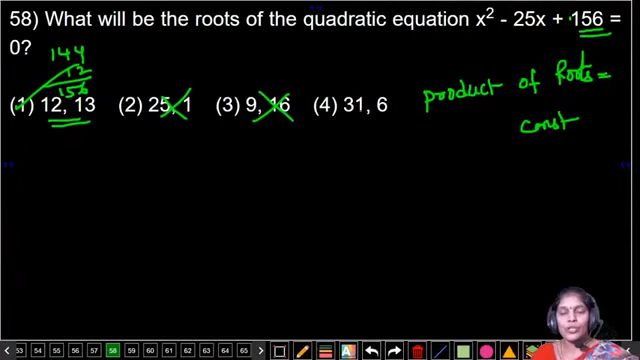 58) What will be the roots of the quadratic equation x² - 25x + 156 =
0?
144
12
156
(1) 12, 13 (2) 25, 1 (3) 9, 16 (4) 31, 6
product of Roots =
const
53 54 55 56 57 58 59 60 61 62 63 64 65